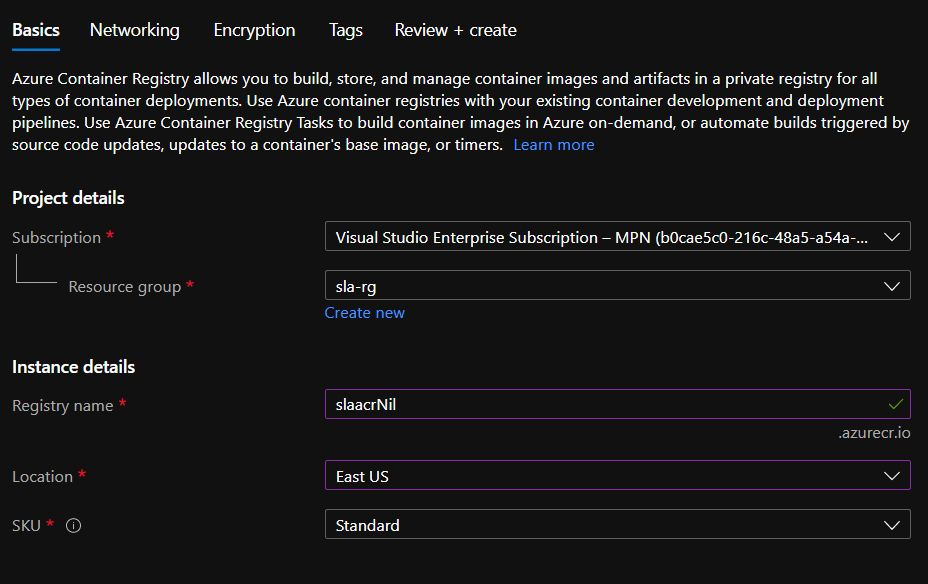 Basics Networking Encryption Tags Review + create
Azure Container Registry allows you to build, store, and manage container images and artifacts in a private registry for all
types of container deployments. Use Azure container registries with your existing container development and deployment
pipelines. Use Azure Container Registry Tasks to build container images in Azure on-demand, or automate builds triggered by
source code updates, updates to a container's base image, or timers. Learn more
Project details
Subscription *
Visual Studio Enterprise Subscription – MPN (b0cae5c0-216c-48a5-a54a-...
Resource group *
sla-rg
Create new
Instance details
Registry name *
slaacrNil
.azurecr.io
Location *
East US
SKU *
Standard